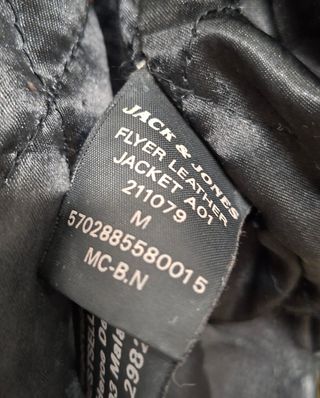 JACK & JONES
FLYER LEATHER
JACKET A01
211079
M
5702885580015
MC-B.N